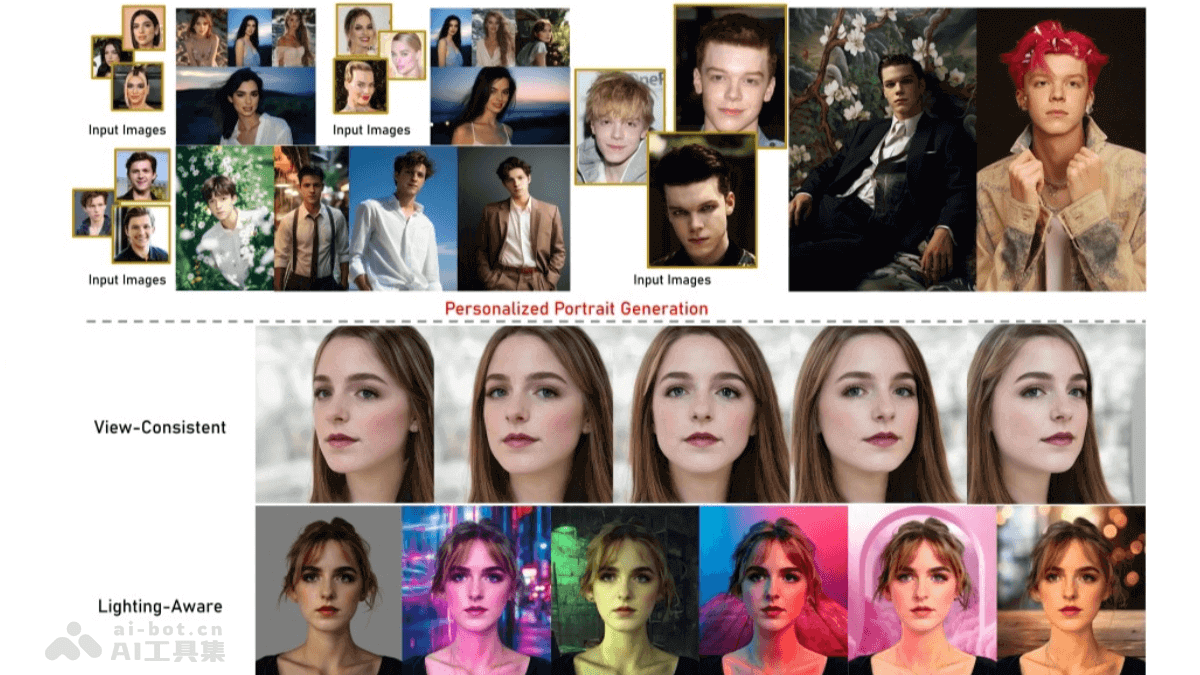 Input Images
Input Images
Input Images
Input Images
Personalized Portrait Generation
View-Consistent
Lighting-Aware
ai-bot.cn
AI工具集